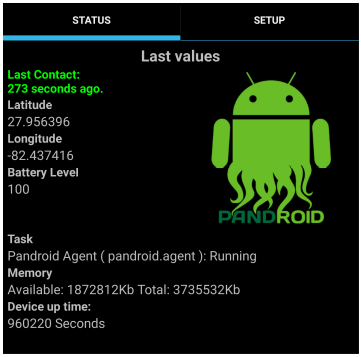 STATUS SETUP
Last values
Last Contact:
273 seconds ago.
Latitude
27.956396
Longitude
-82.437416
Battery Level
100
PANDROID
Task
Pandroid Agent ( pandroid.agent ): Running
Memory
Available: 1872812Kb Total: 3735532Kb
Device up time:
960220 Seconds